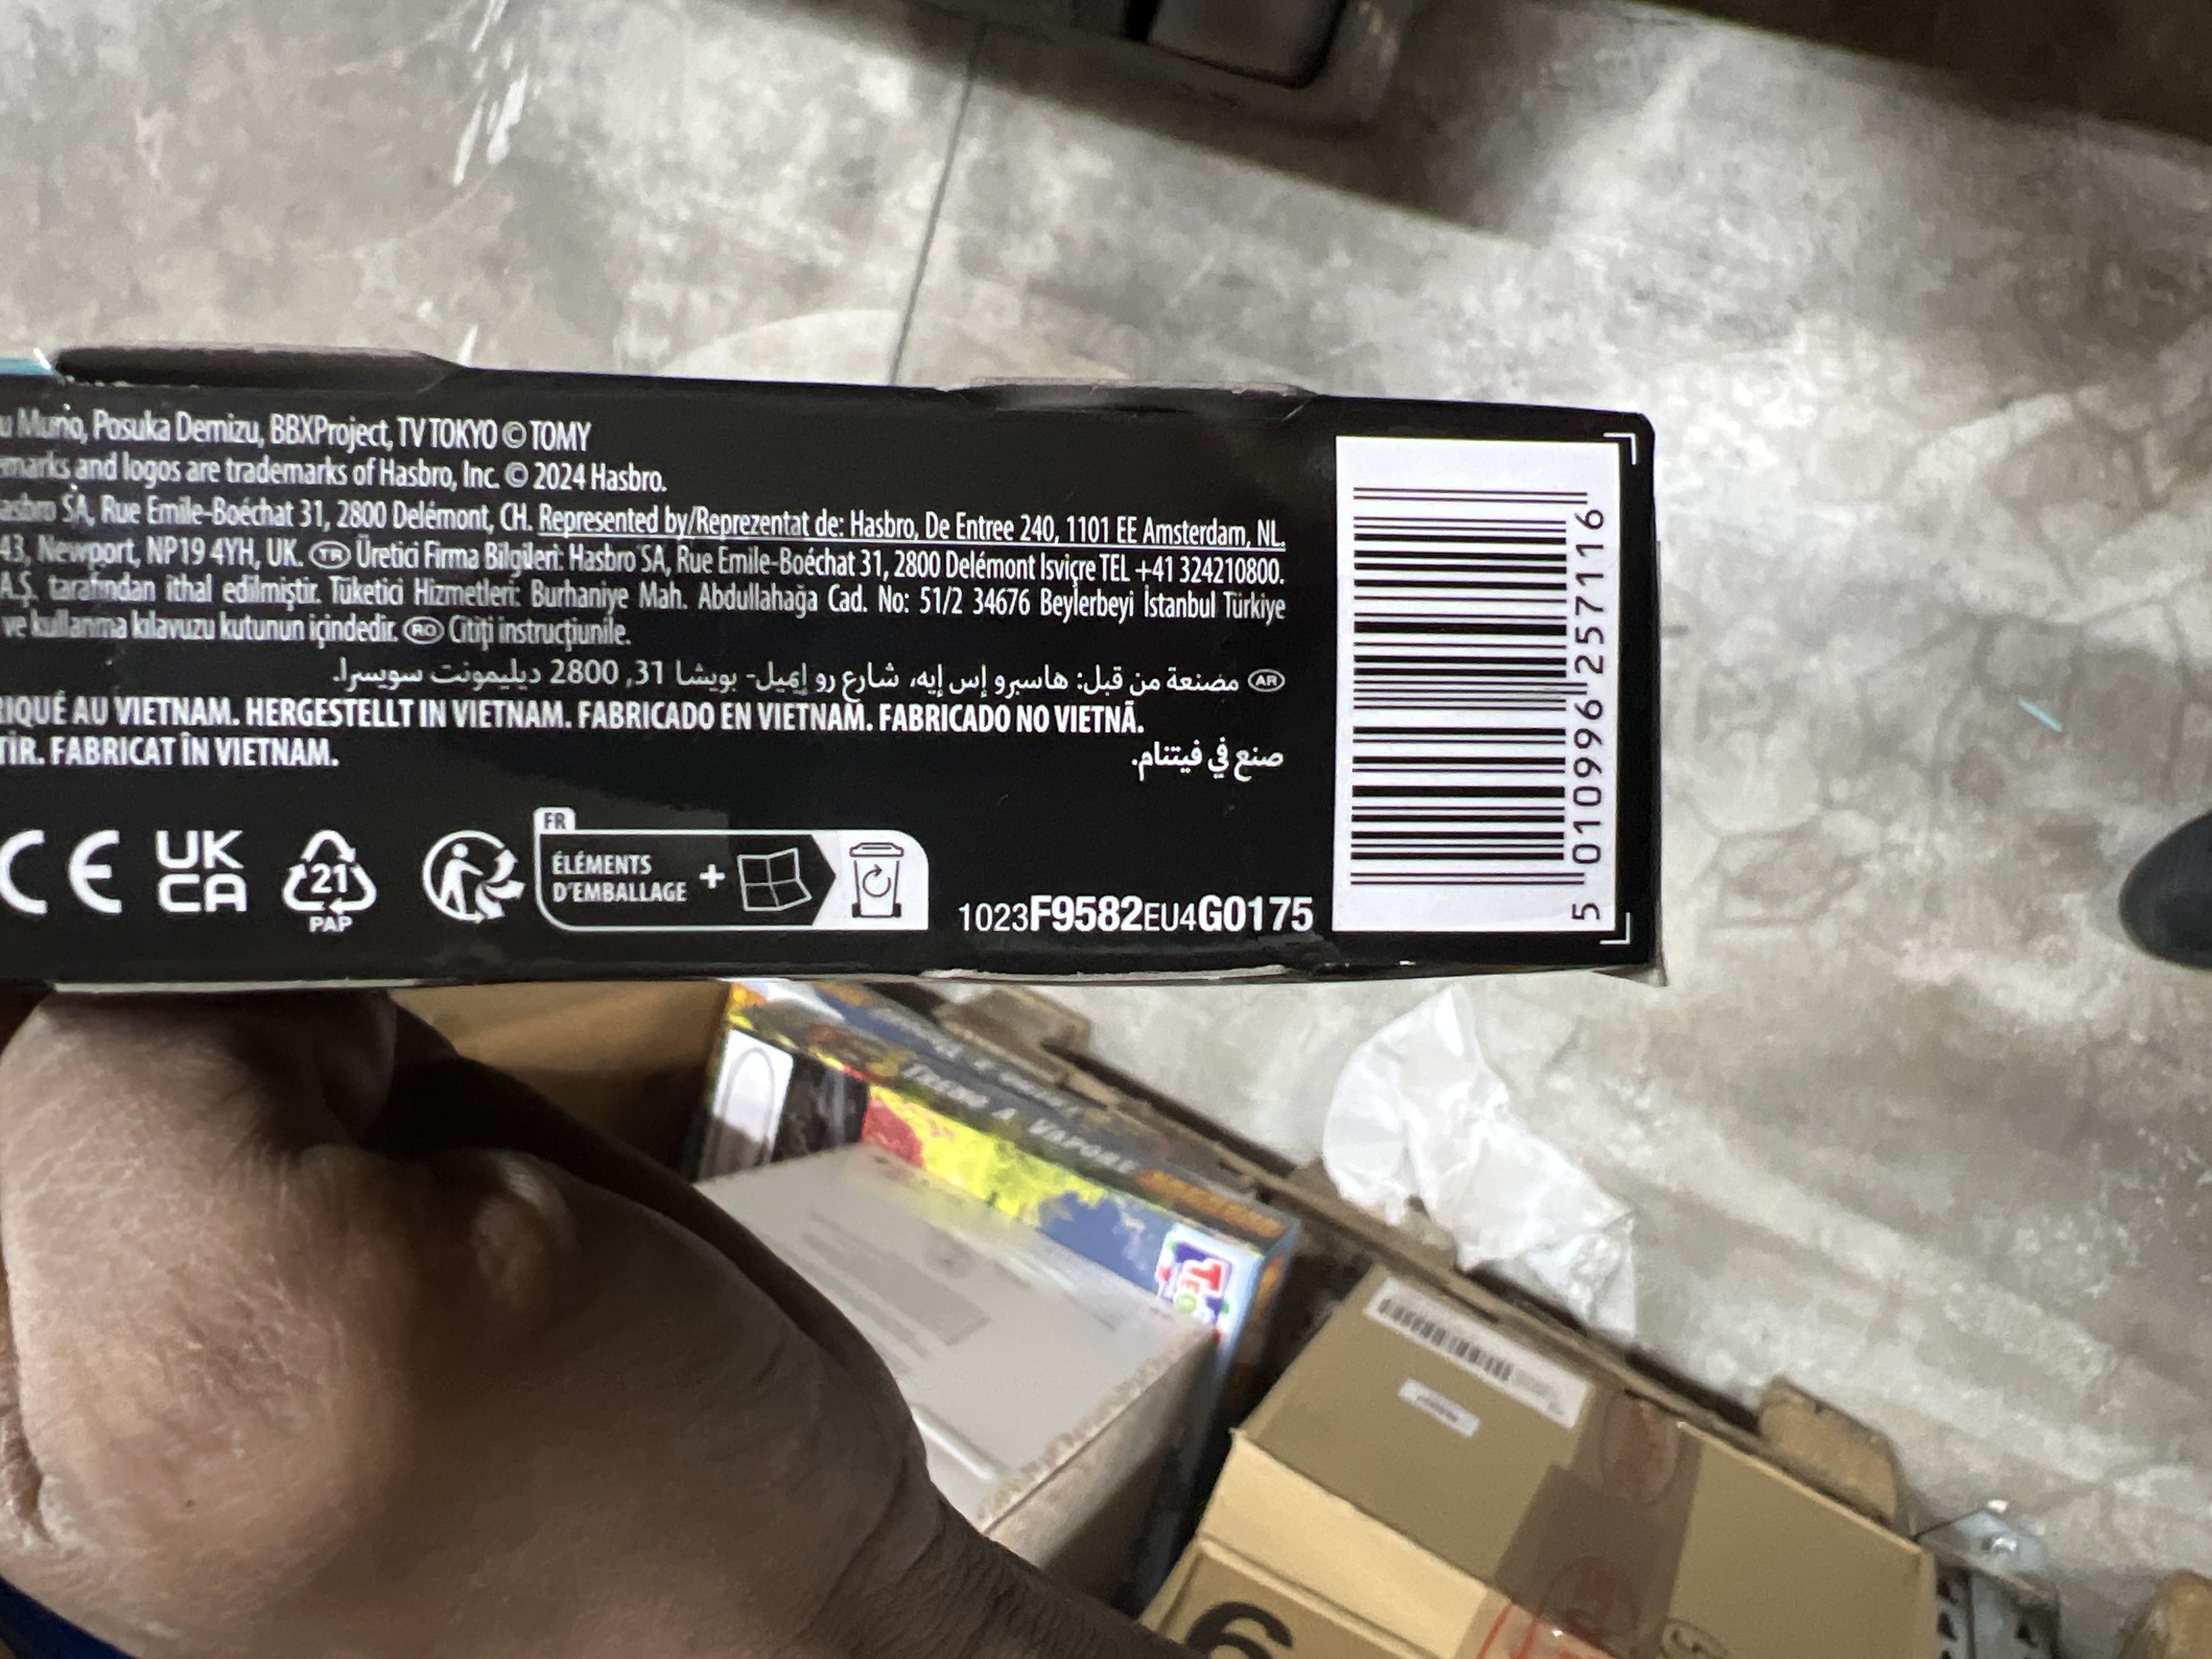 Posuka Demizu, BBXProject, TV TOKYO © TOMY
marks and logos are trademarks of Hasbro, Inc. © 2024 Hasbro.
SA, Rue Emile-Boéchat 31, 2800 Delémont, CH. Represented by/Reprezentat de: Hasbro, De Entree 240, 1101 EE Amsterdam, NL.
43, Newport, NP19 4YH, UK. TR Üretici Firma Bilgileri: Hasbro SA, Rue Emile-Boéchat 31, 2800 Delémont İsviçre TEL +41 324210800.
A.Ş. tarafından ithal edilmiştir. Tüketici Hizmetleri: Burhaniye Mah. Abdullahağa Cad. No: 51/2 34676 Beylerbeyi İstanbul Türkiye
ve kullanma kılavuzu kutunun içindedir. RO Citiți instrucțiunile.
AR مصنعة من قبل: هاسبرو إس إيه، شارع رو إميل- بويشا 31, 2800 ديليمونت سويسرا.
RIQUÉ AU VIETNAM. HERGESTELLT IN VIETNAM. FABRICADO EN VIETNAM. FABRICADO NO VIETNÃ.
TİR. FABRICAT ÎN VIETNAM.
صنع في فيتنام.
CE
UK
CA
21
PAP
FR
ÉLÉMENTS
D'EMBALLAGE
+
1023F9582EU4G0175
5 010996 257116
TRENO A VAPORE
6